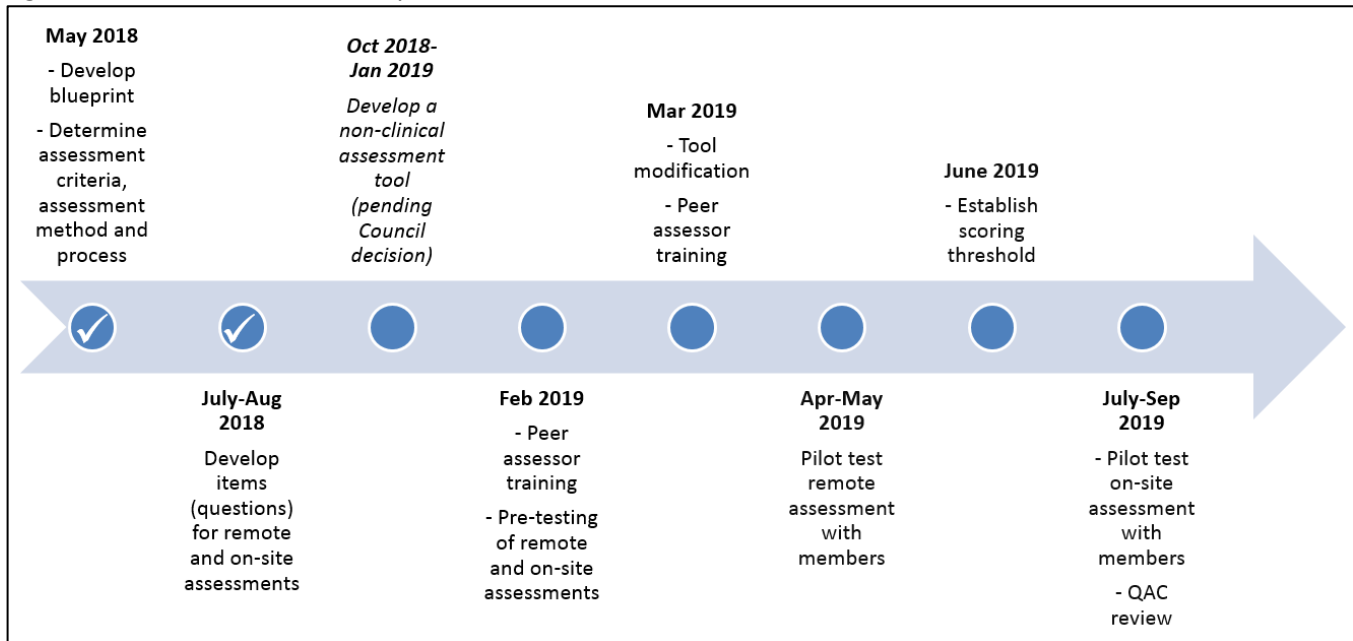 May 2018
- Develop
blueprint
- Determine
assessment
criteria,
assessment
method and
process
Oct 2018-
Jan 2019
Develop a
non-clinical
assessment
tool
(pending
Council
decision)
Mar 2019
- Tool
modification
- Peer
assessor
training
June 2019
- Establish
scoring
threshold
July-Aug
2018
Develop
items
(questions)
for remote
and on-site
assessments
Feb 2019
- Peer
assessor
training
- Pre-testing
of remote
and on-site
assessments
Apr-May
2019
Pilot test
remote
assessment
with
members
July-Sep
2019
- Pilot test
on-site
assessment
with
members
- QAC
review